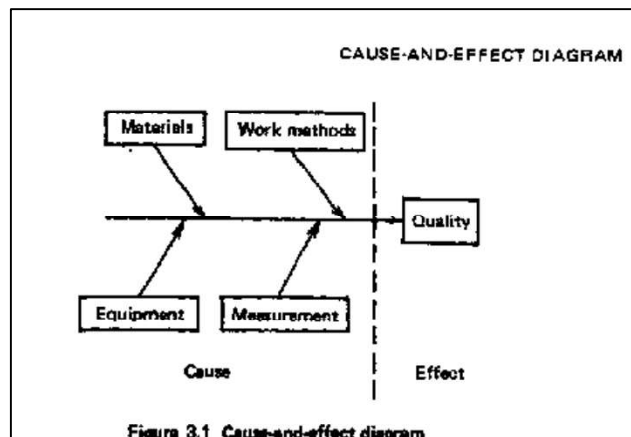 CAUSE-AND-EFFECT DIAGRAM
Materials
Work methods
Quality
Equipment
Measurement
Cause
Effect
Figure 3.1 Cause-and-effect diagram